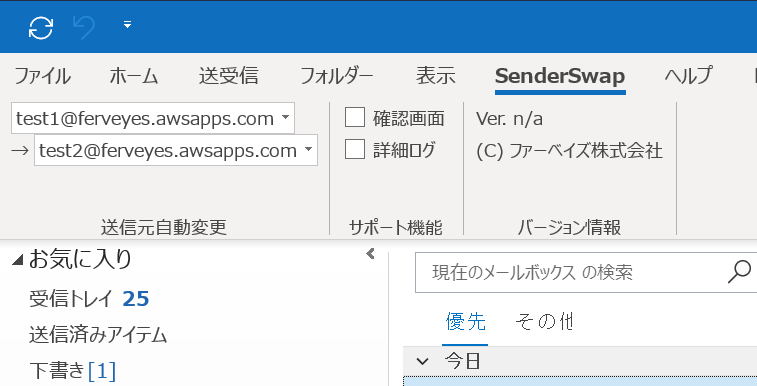 ファイル ホーム 送受信 フォルダー 表示 SenderSwap ヘルプ
test1@ferveyes.awsapps.com
→ test2@ferveyes.awsapps.com
送信元自動変更
確認画面
詳細ログ
サポート機能
Ver. n/a
(C) ファーベイズ株式会社
バージョン情報
お気に入り
受信トレイ 25
送信済みアイテム
下書き [1]
現在のメールボックス の検索
優先 その他
今日